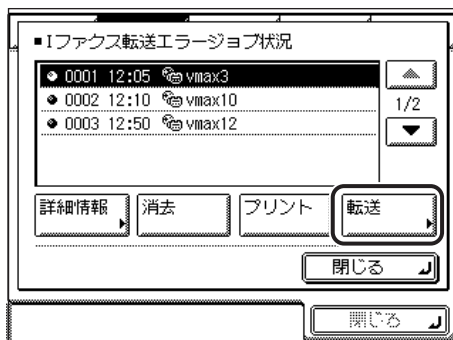 ■Iファクス転送エラージョブ状況
0001 12:05 vmax3
0002 12:10 vmax10
0003 12:50 vmax12
1/2
詳細情報 消去 プリント 転送
閉じる
閉じる